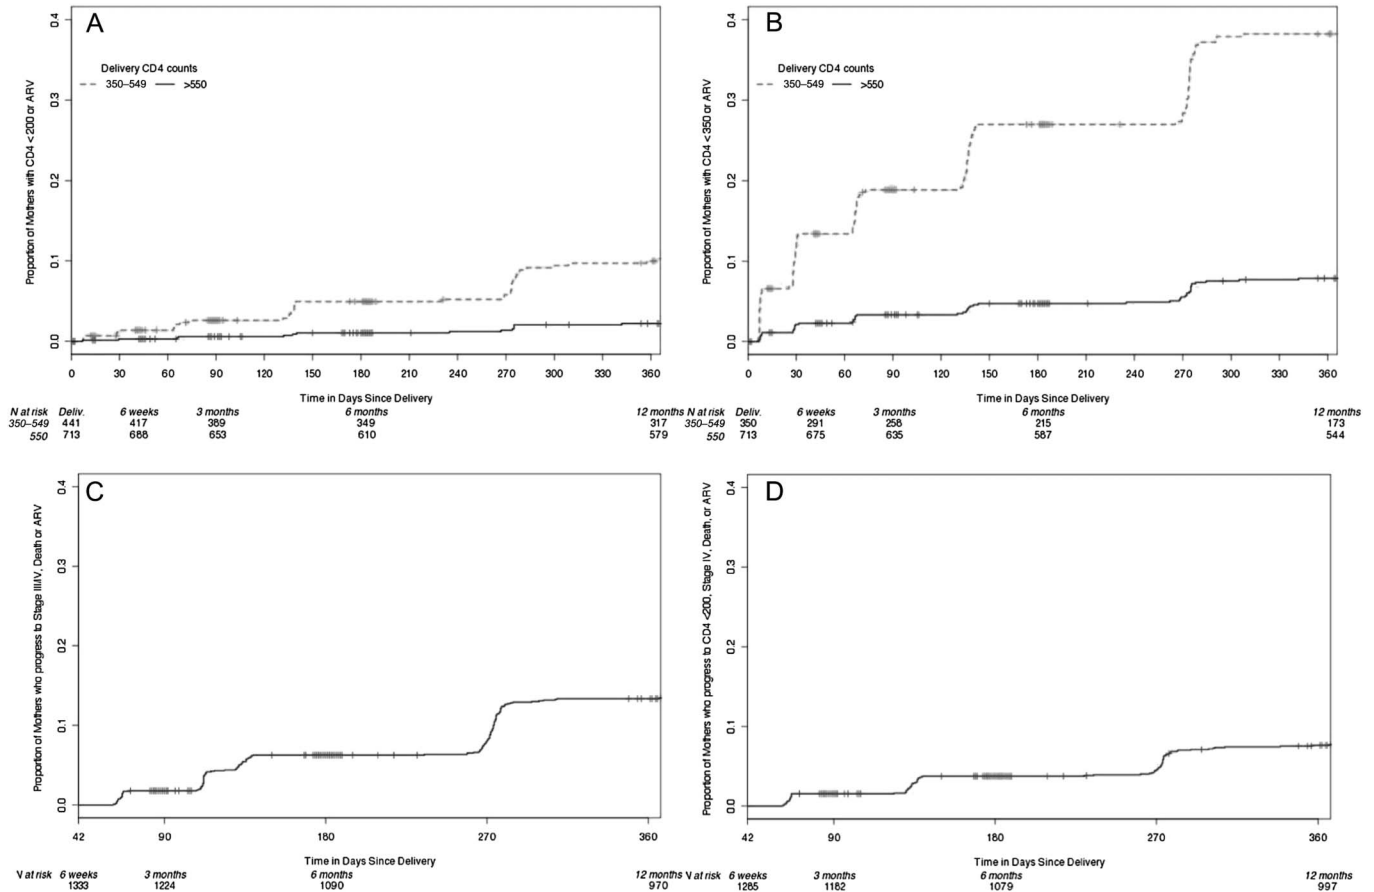 A
Proportion of Mothers with CD4 <200 or ARV
0.4
0.3
0.2
0.1
0.0
Delivery CD4 counts
350–549 >550
0 30 60 90 120 150 180 210 240 270 300 330 360
Time in Days Since Delivery
N at risk Deliv. 6 weeks 3 months 6 months 12 months
350–549 441 417 389 349 317
550 713 688 653 610 579
B
Proportion of Mothers with CD4 <350 or ARV
0.4
0.3
0.2
0.1
0.0
Delivery CD4 counts
350–549 >550
0 30 60 90 120 150 180 210 240 270 300 330 360
Time in Days Since Delivery
N at risk Deliv. 6 weeks 3 months 6 months 12 months
350–549 350 291 256 215 173
550 713 675 635 587 544
C
Proportion of Mothers who progress to Stage III/IV, Death or ARV
0.4
0.3
0.2
0.1
0.0
42 90 180 270 360
Time in Days Since Delivery
N at risk 6 weeks 3 months 6 months 12 months
1333 1224 1090 970
D
Proportion of Mothers who progress to CD4 <200, Stage IV, Death, or ARV
0.4
0.3
0.2
0.1
0.0
42 90 180 270 360
Time in Days Since Delivery
N at risk 6 weeks 3 months 6 months 12 months
1285 1182 1079 997